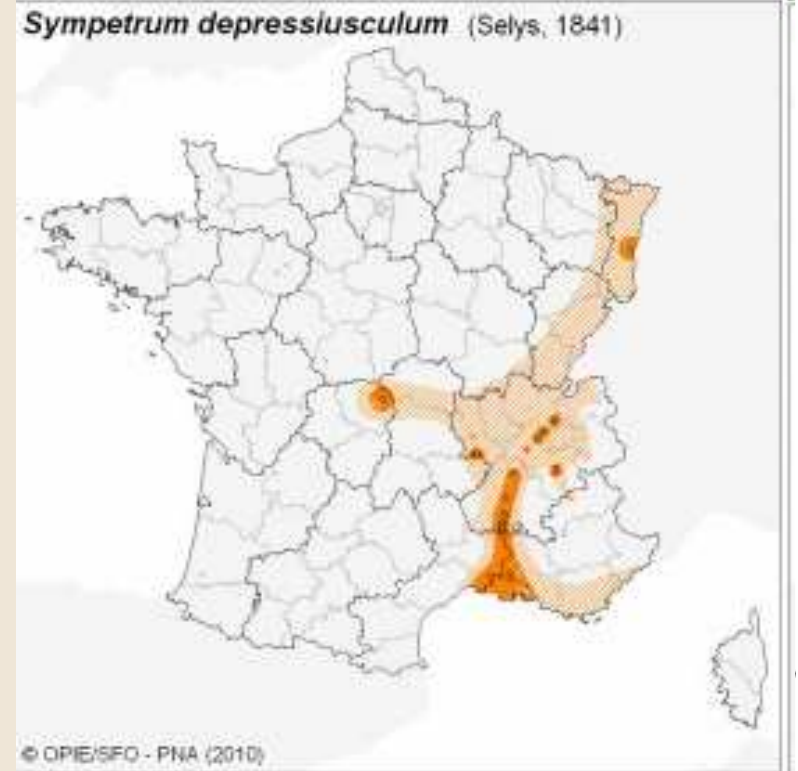 Sympetrum depressiusculum (Selys, 1841)
© OPIE/SFO - PNA (2010)